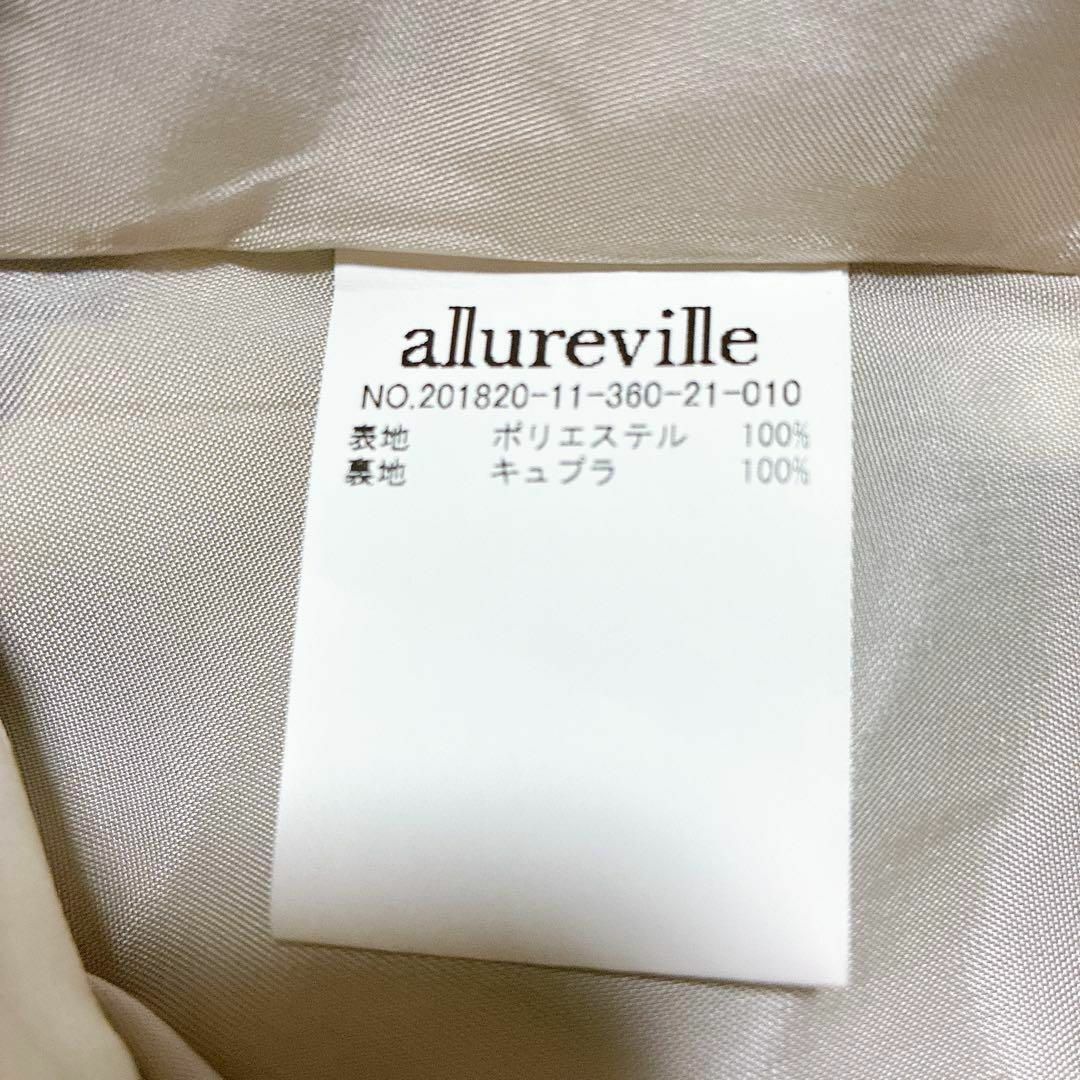 allureville
NO.201820-11-360-21-010
表地 ポリエステル 100%
裏地 キュプラ 100%